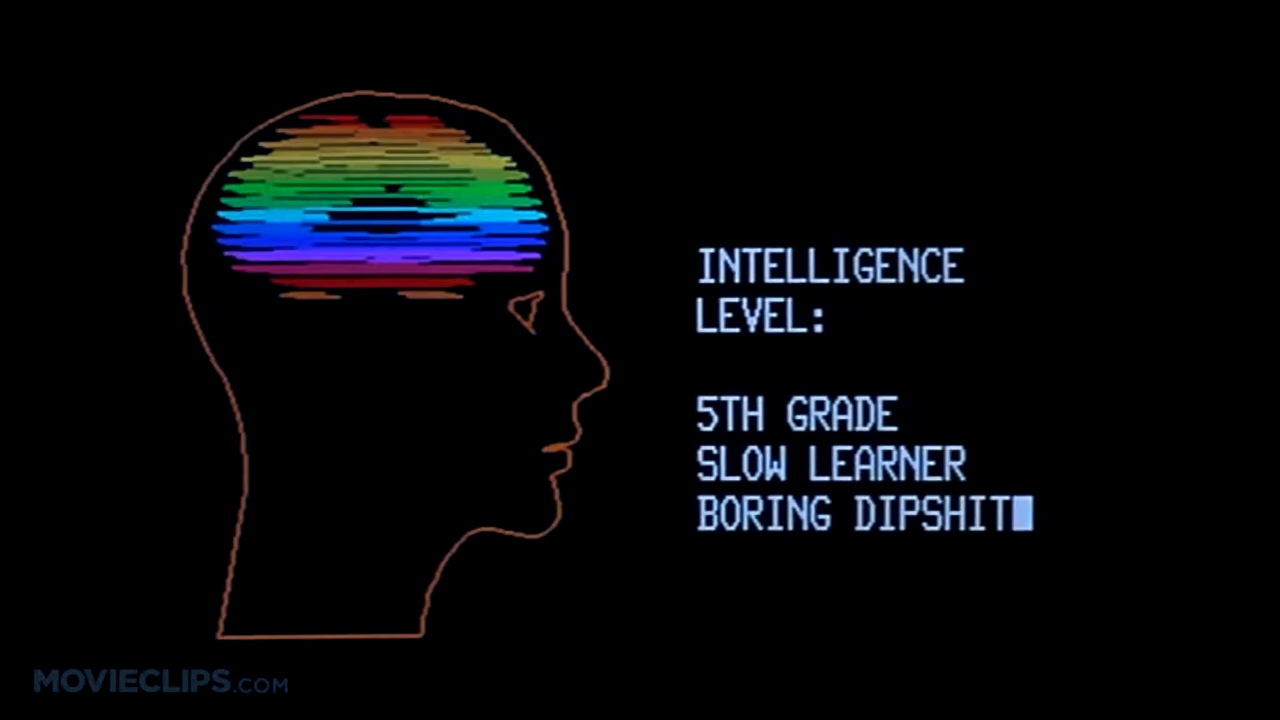 INTELLIGENCE
LEVEL:
5TH GRADE
SLOW LEARNER
BORING DIPSHIT
MOVIECLIPS.COM